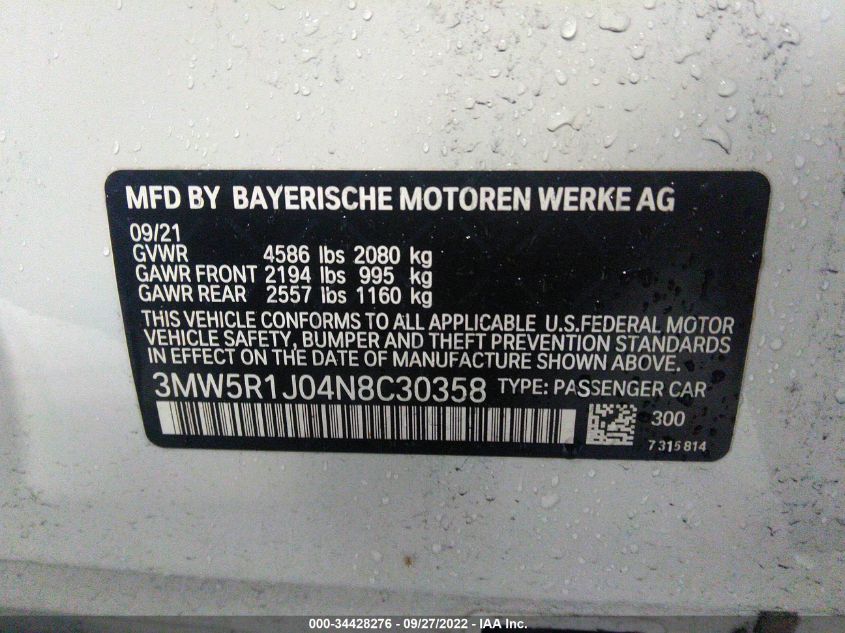 MFD BY BAYERISCHE MOTOREN WERKE AG
09/21
GVWR 4586 lbs 2080 kg
GAWR FRONT 2194 lbs 995 kg
GAWR REAR 2557 lbs 1160 kg
THIS VEHICLE CONFORMS TO ALL APPLICABLE U.S.FEDERAL MOTOR
VEHICLE SAFETY, BUMPER AND THEFT PREVENTION STANDARDS
IN EFFECT ON THE DATE OF MANUFACTURE SHOWN ABOVE.
3MW5R1J04N8C30358 TYPE: PASSENGER CAR
300
7315814
000-34428276 - 09/27/2022 - IAA Inc.